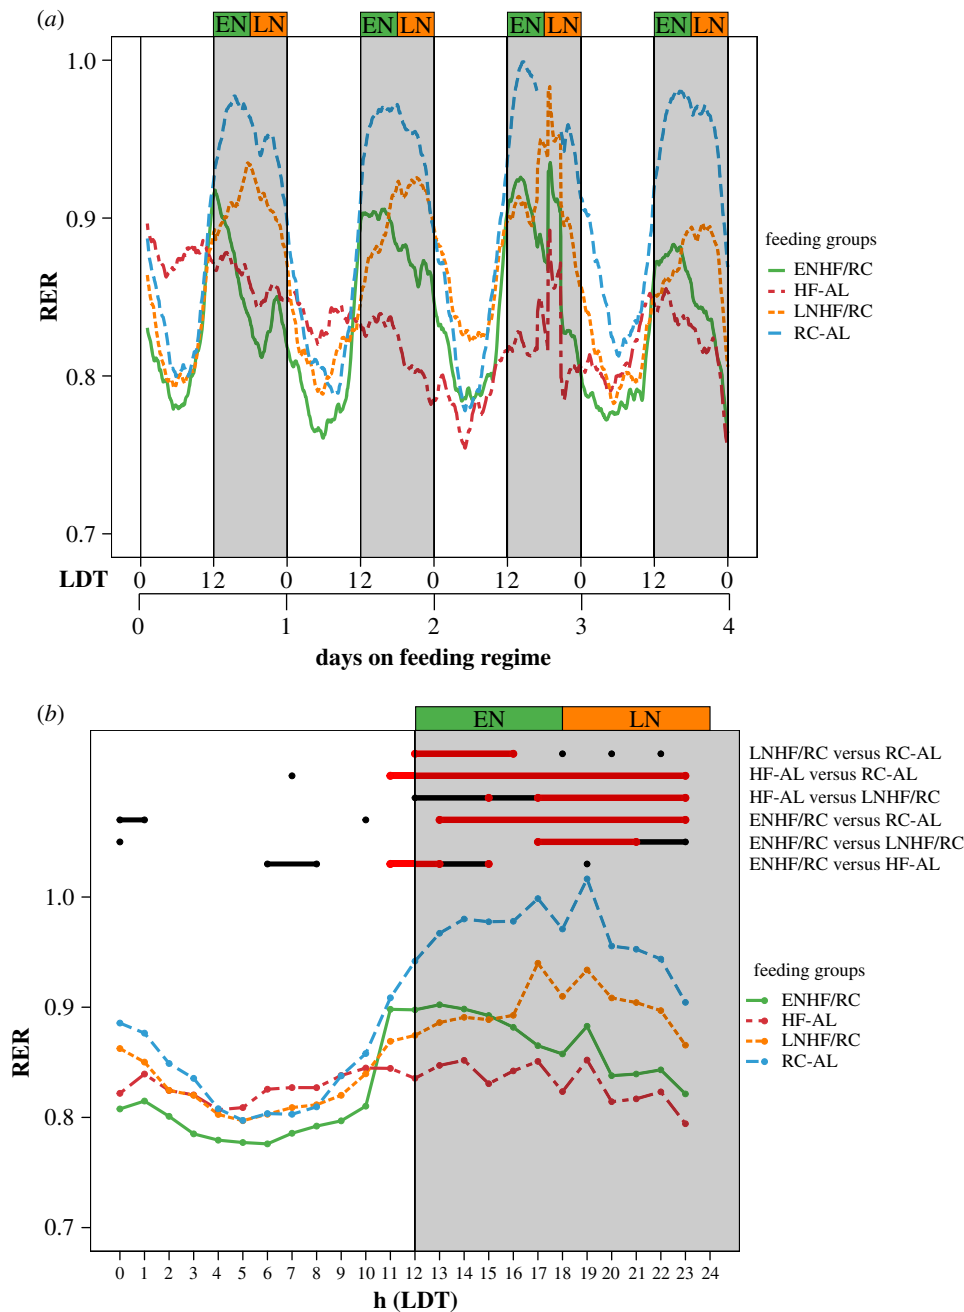 (a)
EN LN EN LN EN LN EN LN
1.0
0.9
0.8
0.7
RER
feeding groups
ENHF/RC
HF-AL
LNHF/RC
RC-AL
LDT 0 12 0 12 0 12 0 12 0
0 1 2 3 4
days on feeding regime
(b)
EN LN
LNHF/RC versus RC-AL
HF-AL versus RC-AL
HF-AL versus LNHF/RC
ENHF/RC versus RC-AL
ENHF/RC versus LNHF/RC
ENHF/RC versus HF-AL
1.0
0.9
0.8
0.7
RER
feeding groups
ENHF/RC
HF-AL
LNHF/RC
RC-AL
0 1 2 3 4 5 6 7 8 9 10 11 12 13 14 15 16 17 18 19 20 21 22 23 24
h (LDT)